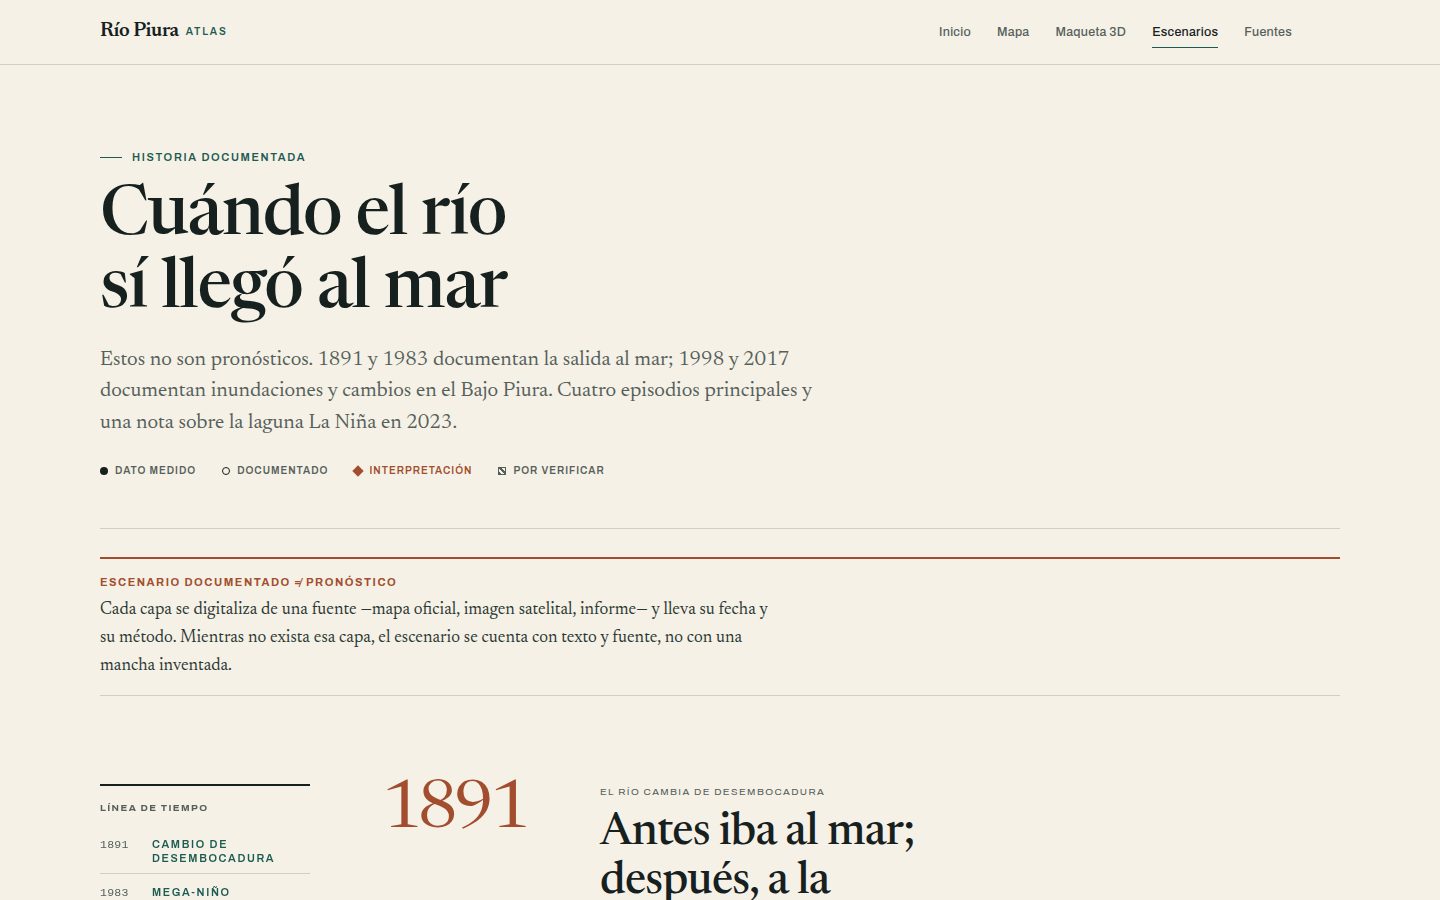 Río Piura ATLAS
Inicio Mapa Maqueta 3D Escenarios Fuentes
HISTORIA DOCUMENTADA
Cuándo el río
sí llegó al mar
Estos no son pronósticos. 1891 y 1983 documentan la salida al mar; 1998 y 2017
documentan inundaciones y cambios en el Bajo Piura. Cuatro episodios principales y
una nota sobre la laguna La Niña en 2023.
DATO MEDIDO DOCUMENTADO INTERPRETACIÓN POR VERIFICAR
ESCENARIO DOCUMENTADO ≠ PRONÓSTICO
Cada capa se digitaliza de una fuente —mapa oficial, imagen satelital, informe— y lleva su fecha y
su método. Mientras no exista esa capa, el escenario se cuenta con texto y fuente, no con una
mancha inventada.
LÍNEA DE TIEMPO
1891 CAMBIO DE
DESEMBOCADURA
1983 MEGA-NIÑO
1891
EL RÍO CAMBIA DE DESEMBOCADURA
Antes iba al mar;
después, a la